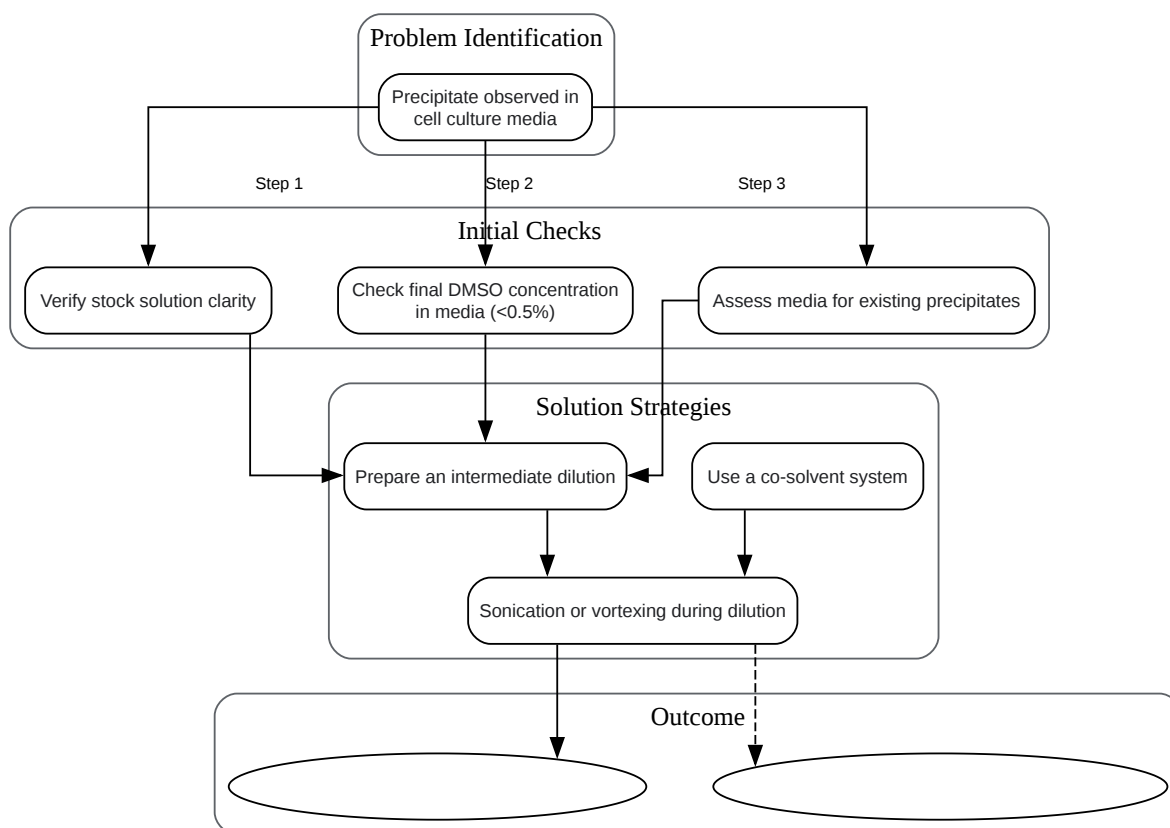 Problem Identification
Precipitate observed in
cell culture media
Step 1
Step 2
Step 3
Initial Checks
Verify stock solution clarity
Check final DMSO concentration
in media (<0.5%)
Assess media for existing precipitates
Solution Strategies
Prepare an intermediate dilution
Use a co-solvent system
Sonication or vortexing during dilution
Outcome